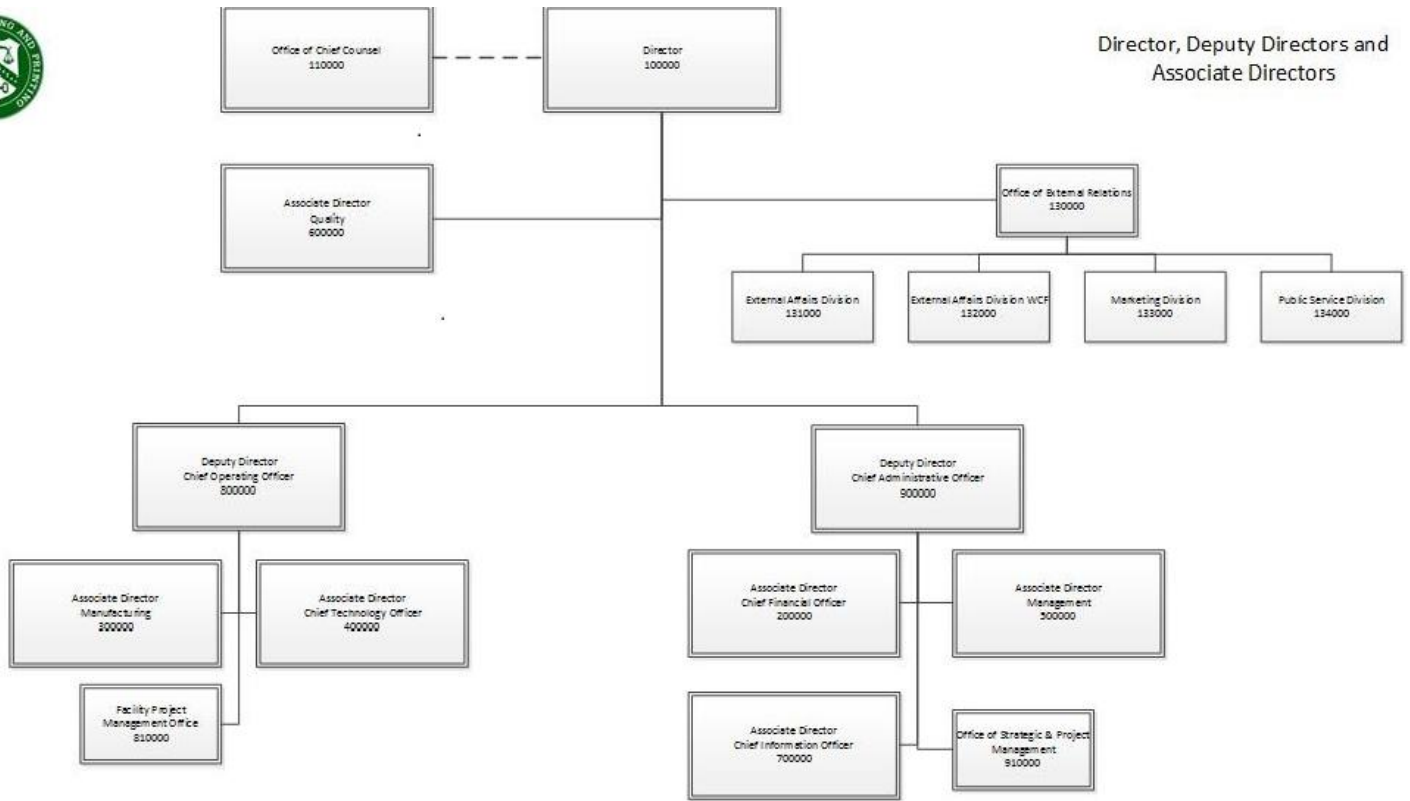 AND PRINTING
Director, Deputy Directors and
Associate Directors
Office of Chief Counsel
110000
Director
100000
Associate Director
Quality
600000
Office of External Relations
130000
External Affairs Division
131000
External Affairs Division WCF
132000
Marketing Division
133000
Public Service Division
134000
Deputy Director
Chief Operating Officer
800000
Deputy Director
Chief Administrative Officer
900000
Associate Director
Manufacturing
300000
Associate Director
Chief Technology Officer
400000
Facility Project
Management Office
810000
Associate Director
Chief Financial Officer
200000
Associate Director
Management
500000
Associate Director
Chief Information Officer
700000
Office of Strategic & Project
Management
910000